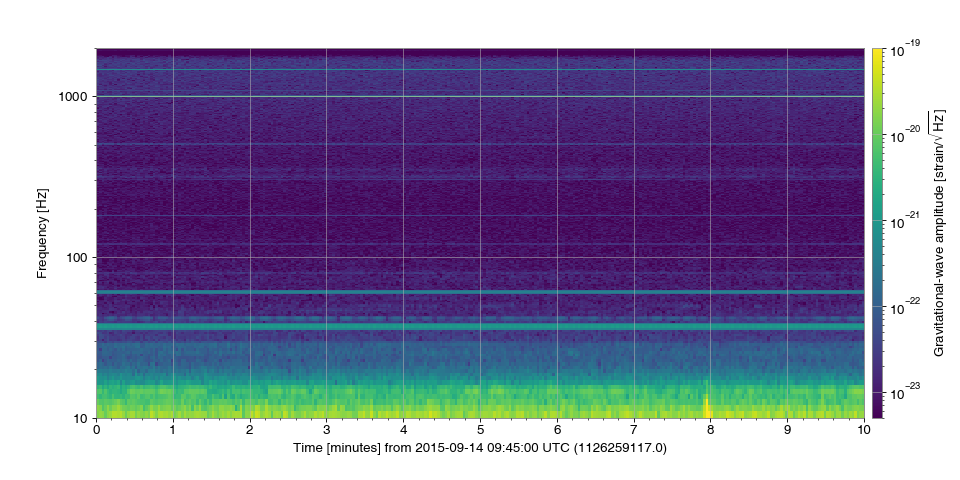 1000
100
10
Frequency [Hz]
0 1 2 3 4 5 6 7 8 9 10
Time [minutes] from 2015-09-14 09:45:00 UTC (1126259117.0)
10⁻¹⁹
10⁻²⁰
10⁻²¹
10⁻²²
10⁻²³
Gravitational-wave amplitude [strain/√Hz]